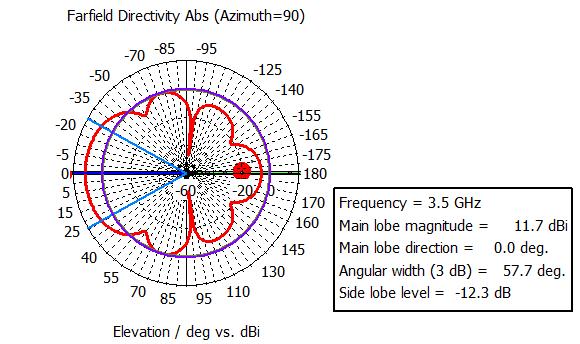 Farfield Directivity Abs (Azimuth=90)
-85 -95
-70
-50 -125
-35 -140
-20 -155
-165
-5 -175
0 -60 -20 0 180
5 170
15 160
25
40 145
55 130
70 110
85 95
Frequency = 3.5 GHz
Main lobe magnitude = 11.7 dBi
Main lobe direction = 0.0 deg.
Angular width (3 dB) = 57.7 deg.
Side lobe level = -12.3 dB
Elevation / deg vs. dBi